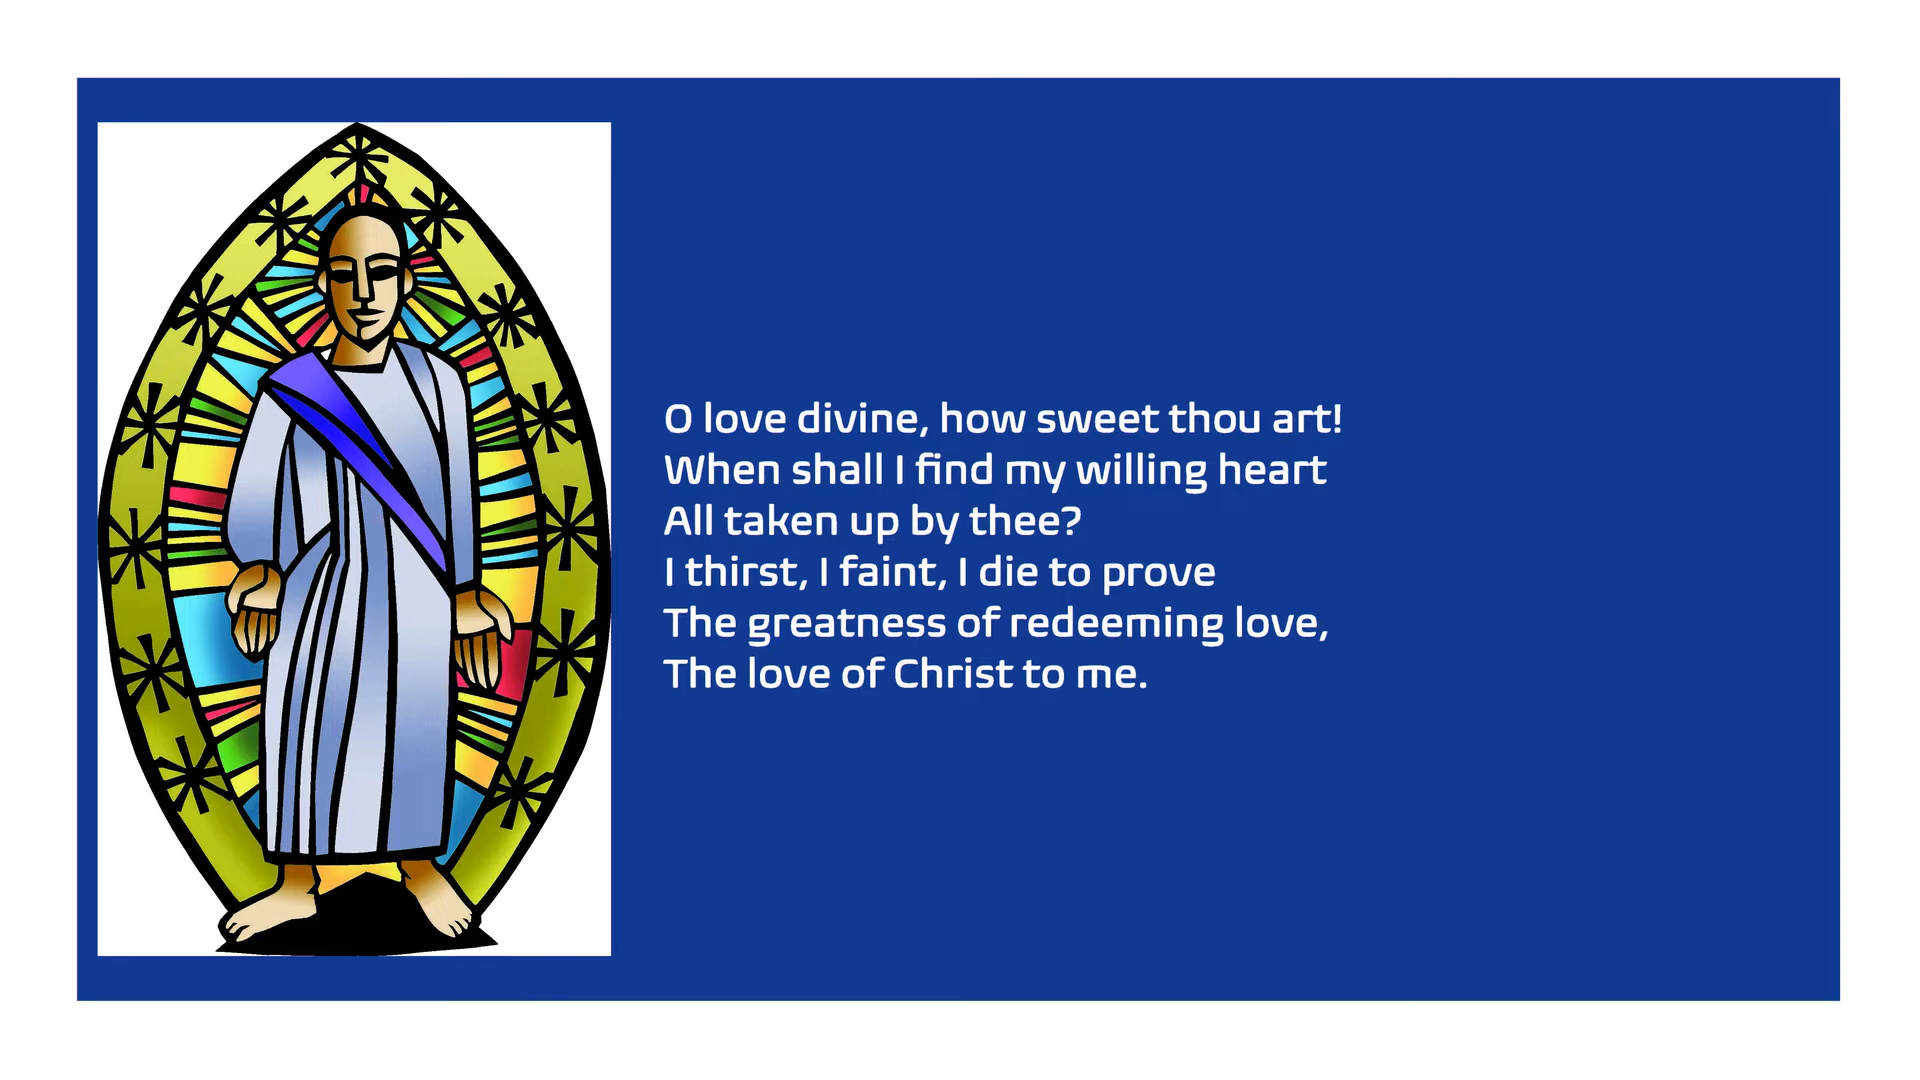 O love divine, how sweet thou art!
When shall I find my willing heart
All taken up by thee?
I thirst, I faint, I die to prove
The greatness of redeeming love,
The love of Christ to me.